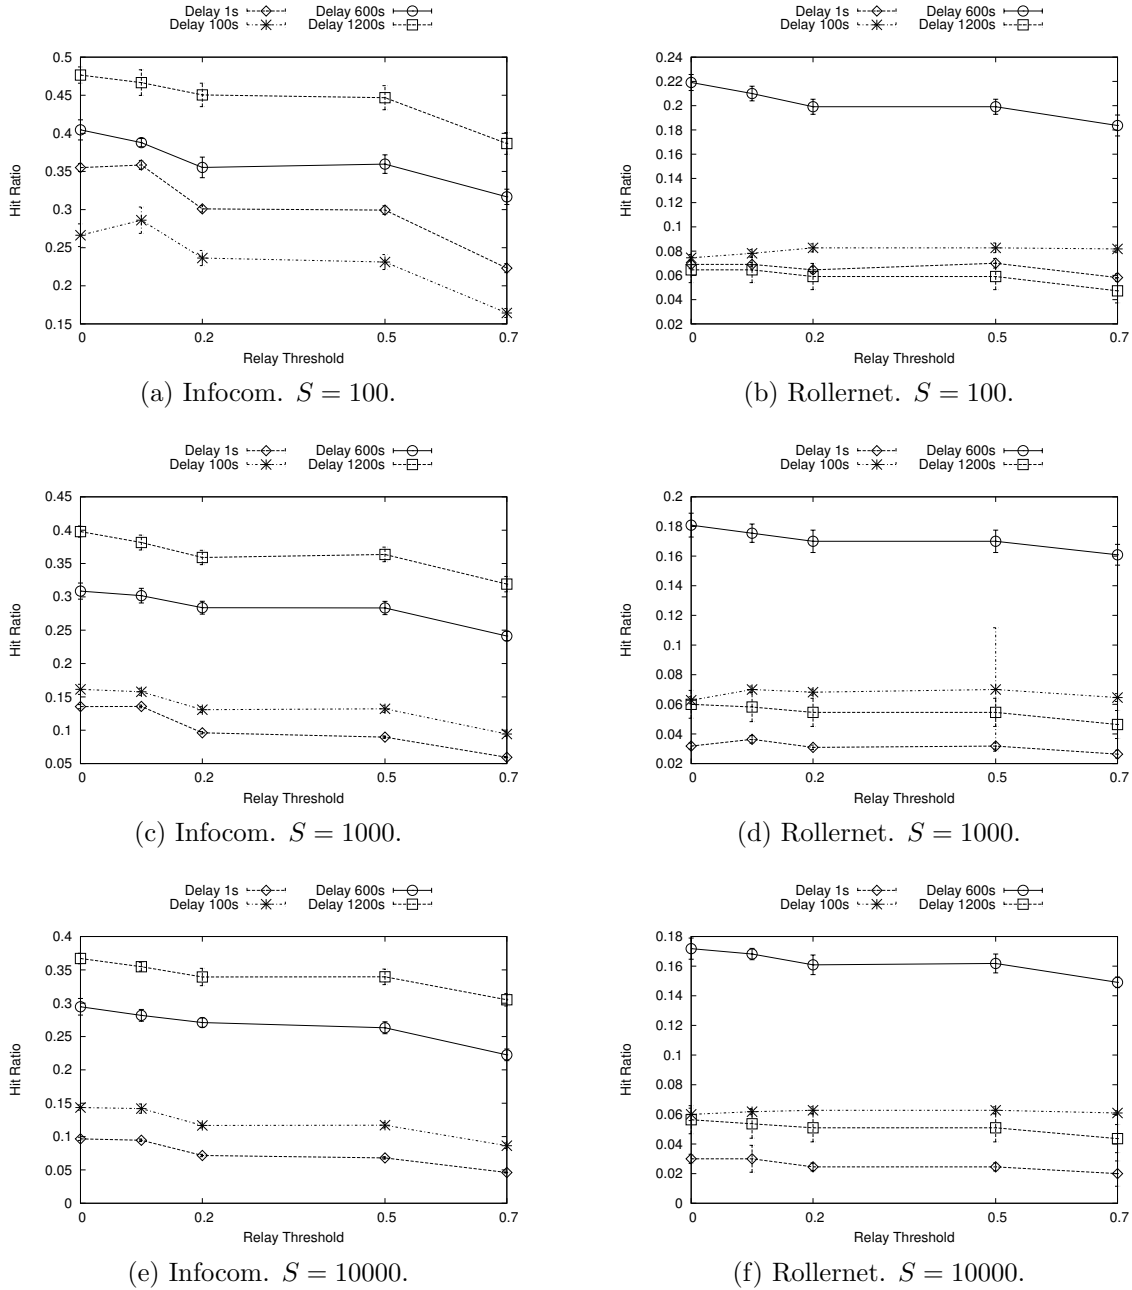 Delay 1s Delay 600s
Delay 100s Delay 1200s
0.5
0.45
0.4
0.35
0.3
0.25
0.2
0.15
Hit Ratio
0 0.2 0.5 0.7
Relay Threshold
(a) Infocom. S = 100.
Delay 1s Delay 600s
Delay 100s Delay 1200s
0.24
0.22
0.2
0.18
0.16
0.14
0.12
0.1
0.08
0.06
0.04
0.02
Hit Ratio
0 0.2 0.5 0.7
Relay Threshold
(b) Rollernet. S = 100.
Delay 1s Delay 600s
Delay 100s Delay 1200s
0.45
0.4
0.35
0.3
0.25
0.2
0.15
0.1
0.05
Hit Ratio
0 0.2 0.5 0.7
Relay Threshold
(c) Infocom. S = 1000.
Delay 1s Delay 600s
Delay 100s Delay 1200s
0.2
0.18
0.16
0.14
0.12
0.1
0.08
0.06
0.04
0.02
Hit Ratio
0 0.2 0.5 0.7
Relay Threshold
(d) Rollernet. S = 1000.
Delay 1s Delay 600s
Delay 100s Delay 1200s
0.4
0.35
0.3
0.25
0.2
0.15
0.1
0.05
0
Hit Ratio
0 0.2 0.5 0.7
Relay Threshold
(e) Infocom. S = 10000.
Delay 1s Delay 600s
Delay 100s Delay 1200s
0.18
0.16
0.14
0.12
0.1
0.08
0.06
0.04
0.02
0
Hit Ratio
0 0.2 0.5 0.7
Relay Threshold
(f) Rollernet. S = 10000.